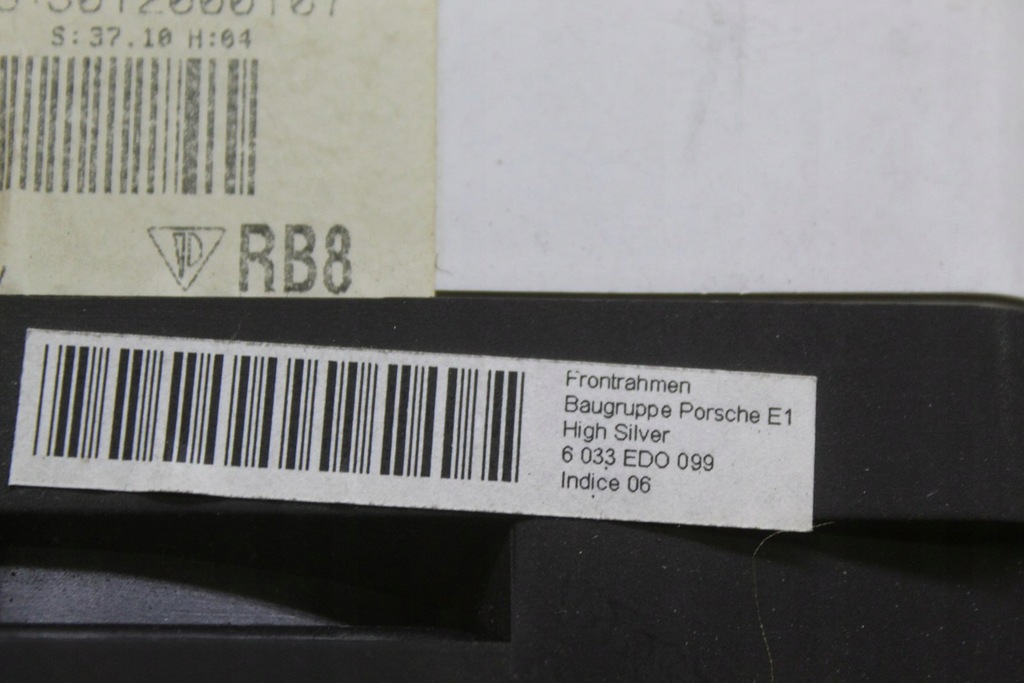 S:37.10 H:04
RB8
Frontrahmen
Baugruppe Porsche E1
High Silver
6 033 EDO 099
Indice 06